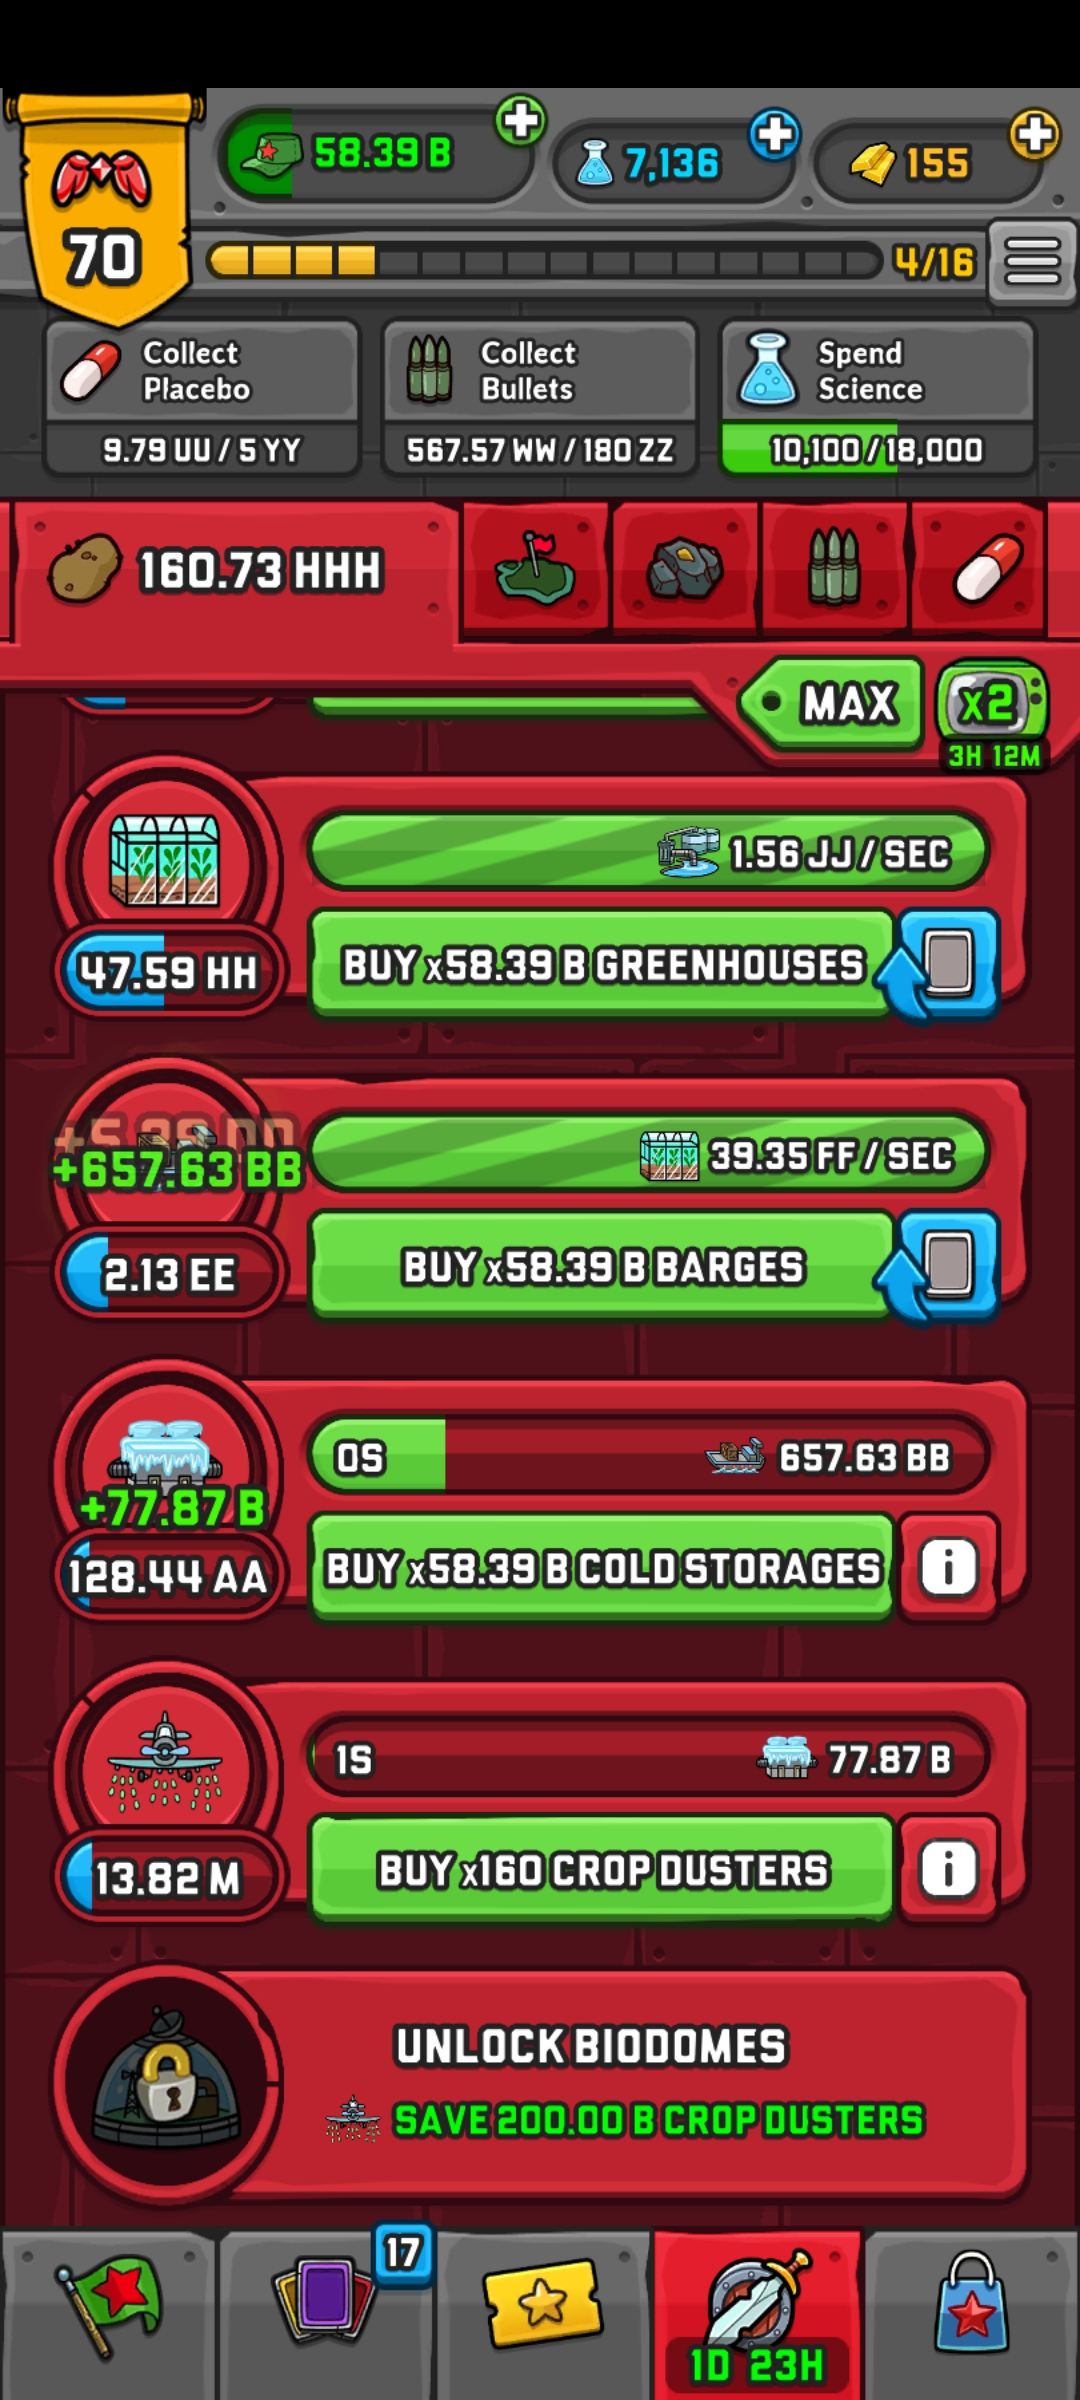 58.39 B
7,136
155
70
4/16
Collect
Placebo
9.79 UU / 5 YY
Collect
Bullets
567.57 WW / 180 ZZ
Spend
Science
10,100 / 18,000
160.73 HHH
MAX
x2
3H 12M
1.56 JJ / SEC
47.59 HH
BUY x58.39 B GREENHOUSES
+657.63 BB
39.35 FF / SEC
2.13 EE
BUY x58.39 B BARGES
0S
657.63 BB
+77.87 B
128.44 AA
BUY x58.39 B COLD STORAGES
i
1S
77.87 B
13.82 M
BUY x160 CROP DUSTERS
i
UNLOCK BIODOMES
SAVE 200.00 B CROP DUSTERS
17
1D 23H